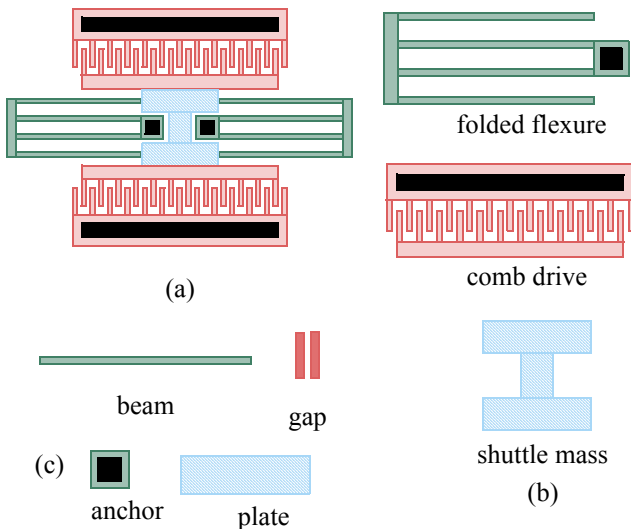 folded flexure
comb drive
(a)
beam
gap
shuttle mass
(c)
anchor
plate
(b)